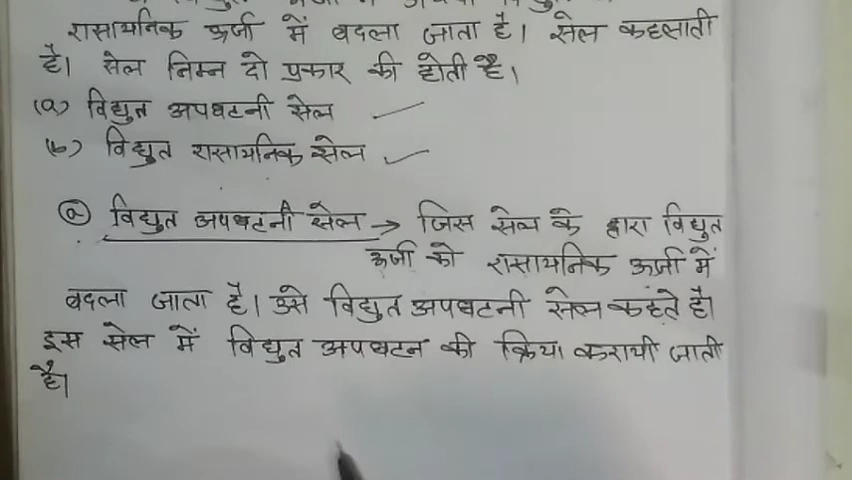 रासायनिक ऊर्जा में बदला जाता है। सेल कहलाती
है। सेल निम्न दो प्रकार की होती है।
(a) विद्युत अपघटनी सेल
(b) विद्युत रासायनिक सेल
(a) विद्युत अपघटनी सेल → जिस सेल के द्वारा विद्युत
ऊर्जा को रासायनिक ऊर्जा में
बदला जाता है। उसे विद्युत अपघटनी सेल कहते है।
इस सेल में विद्युत अपघटन की क्रिया करायी जाती
है।